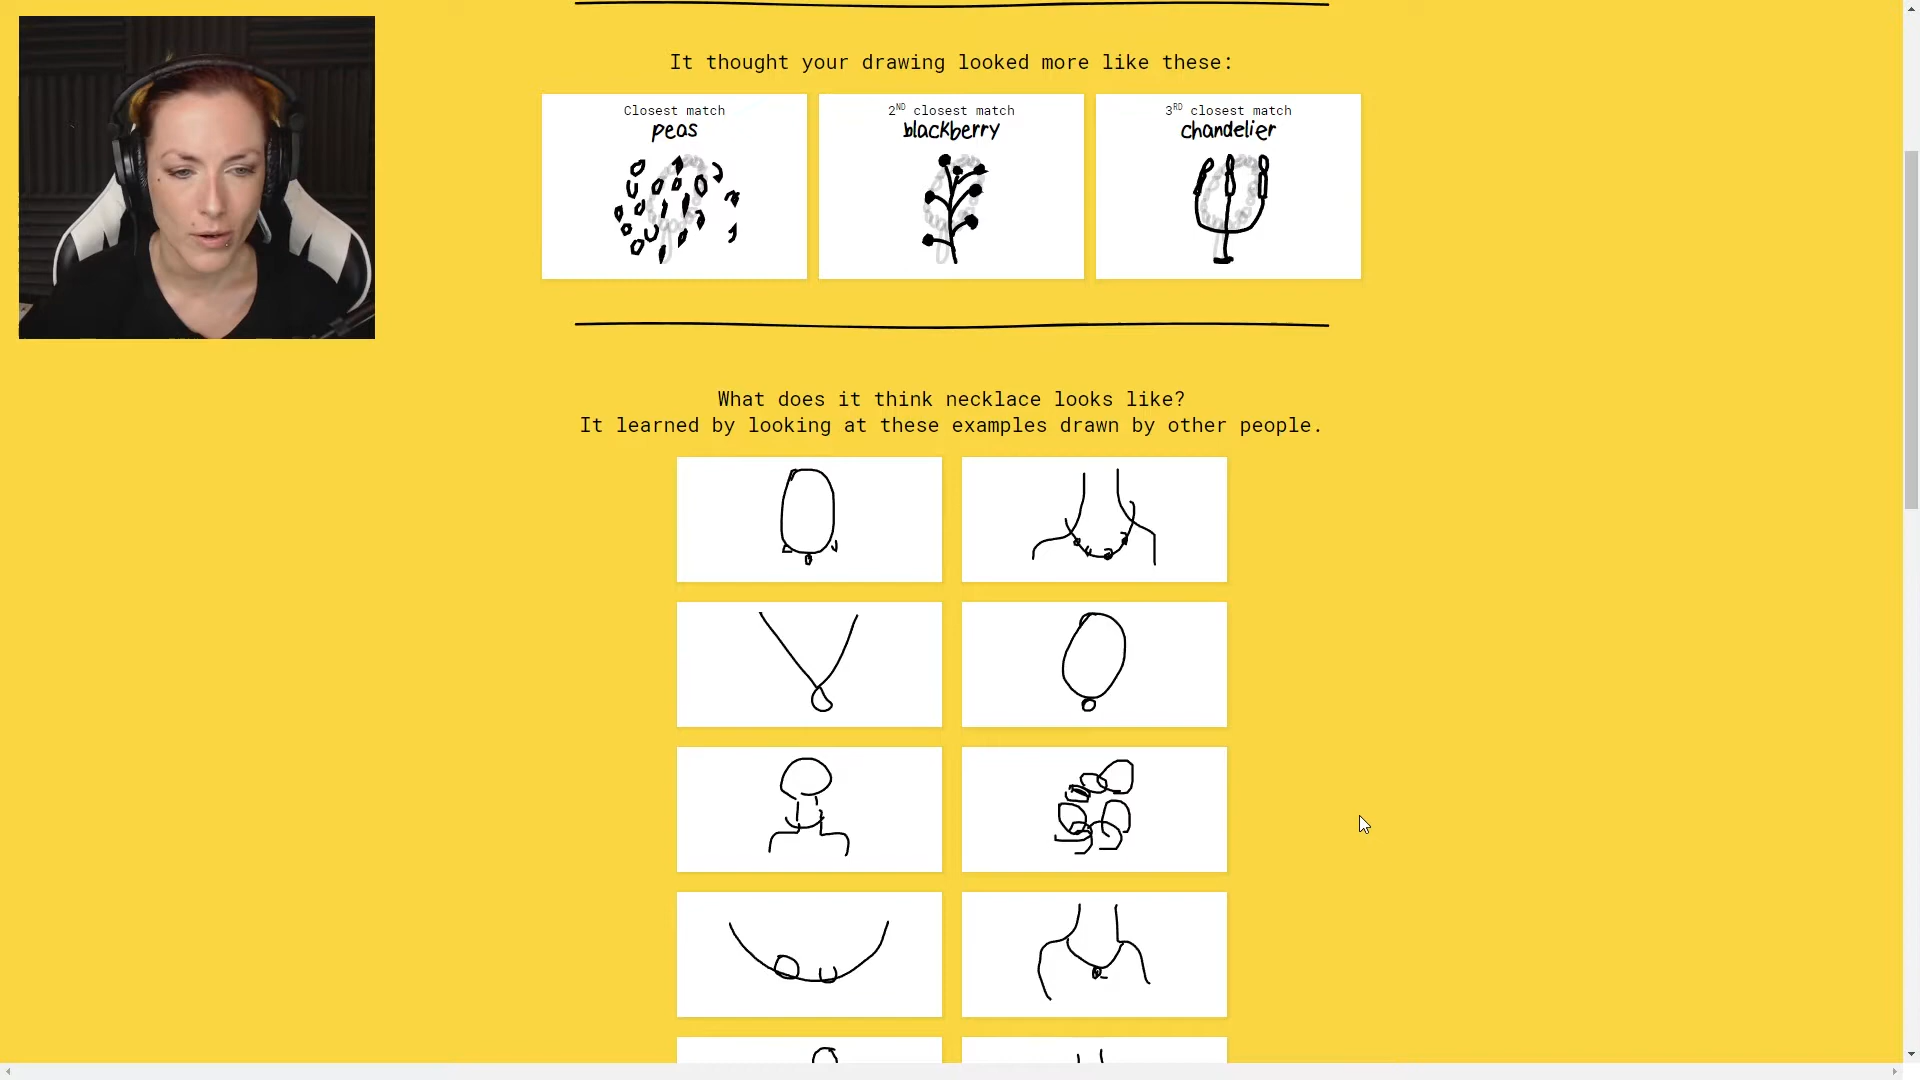 It thought your drawing looked more like these:
Closest match
peas
2ND closest match
blackberry
3RD closest match
chandelier
What does it think necklace looks like?
It learned by looking at these examples drawn by other people.